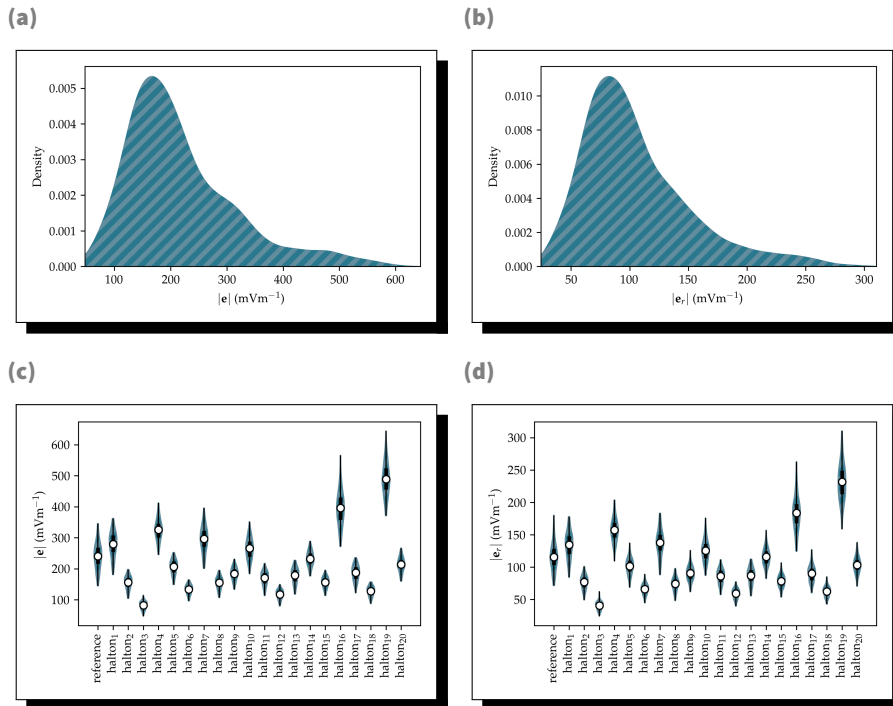 (a)
(b)
Density
0.005
0.004
0.003
0.002
0.001
0.000
100
200
300
400
500
600
|e| (mVm⁻¹)
Density
0.010
0.008
0.006
0.004
0.002
0.000
50
100
150
200
250
300
|eᵣ| (mVm⁻¹)
(c)
(d)
|e| (mVm⁻¹)
600
500
400
300
200
100
reference
halton₁
halton₂
halton₃
halton₄
halton₅
halton₆
halton₇
halton₈
halton₉
halton₁₀
halton₁₁
halton₁₂
halton₁₃
halton₁₄
halton₁₅
halton₁₆
halton₁₇
halton₁₈
halton₁₉
halton₂₀
|eᵣ| (mVm⁻¹)
300
250
200
150
100
50
reference
halton₁
halton₂
halton₃
halton₄
halton₅
halton₆
halton₇
halton₈
halton₉
halton₁₀
halton₁₁
halton₁₂
halton₁₃
halton₁₄
halton₁₅
halton₁₆
halton₁₇
halton₁₈
halton₁₉
halton₂₀